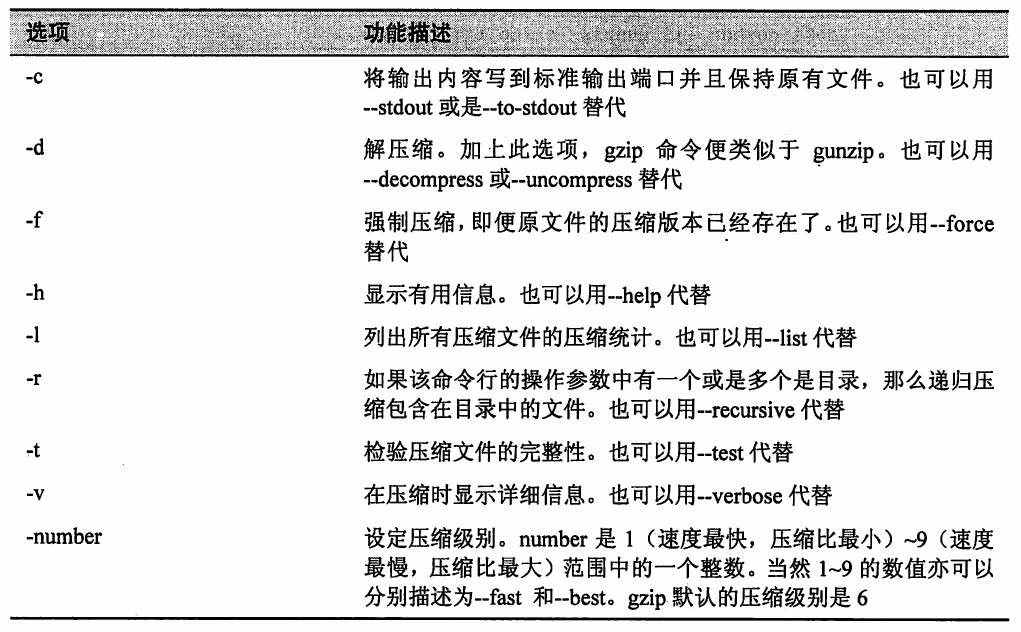 选项 功能描述
-c 将输出内容写到标准输出端口并且保持原有文件。也可以用
--stdout 或是--to-stdout 替代
-d 解压缩。加上此选项，gzip 命令便类似于 gunzip。也可以用
--decompress 或--uncompress 替代
-f 强制压缩，即便原文件的压缩版本已经存在了。也可以用--force
替代
-h 显示有用信息。也可以用--help 代替
-l 列出所有压缩文件的压缩统计。也可以用--list 代替
-r 如果该命令行的操作参数中有一个或是多个是目录，那么递归压
缩包含在目录中的文件。也可以用--recursive 代替
-t 检验压缩文件的完整性。也可以用--test 代替
-v 在压缩时显示详细信息。也可以用--verbose 代替
-number 设定压缩级别。number 是 1（速度最快，压缩比最小）~9（速度
最慢，压缩比最大）范围中的一个整数。当然 1~9 的数值亦可以
分别描述为--fast 和--best。gzip 默认的压缩级别是 6